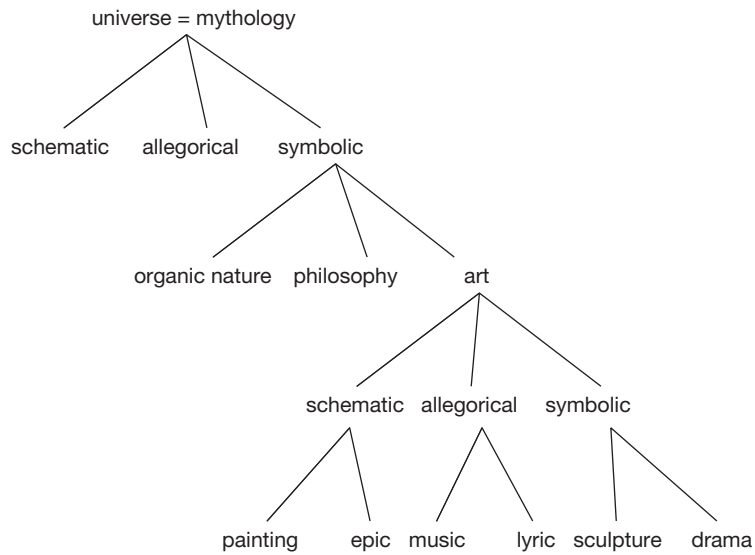 universe = mythology
schematic allegorical symbolic
organic nature philosophy art
schematic allegorical symbolic
painting epic music lyric sculpture drama